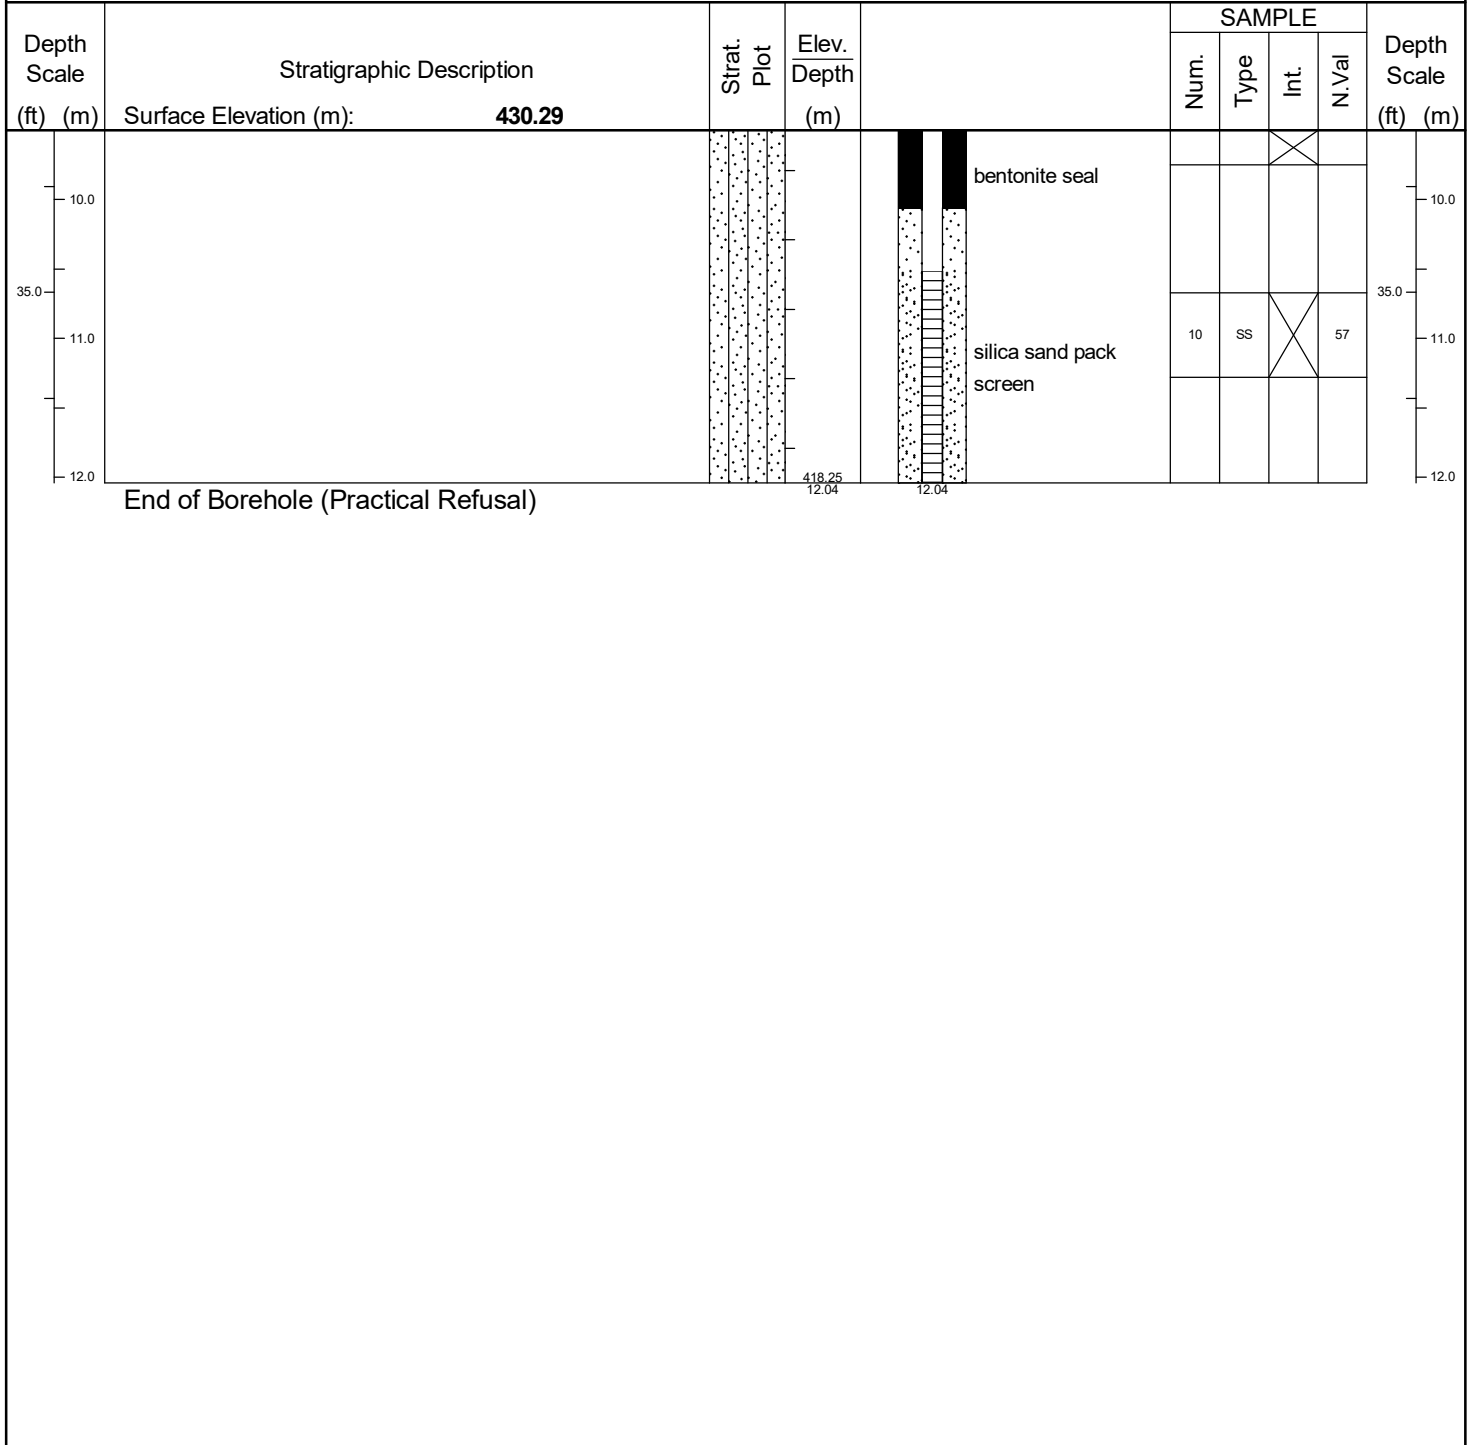 SAMPLE
Depth Scale
(ft) (m)
Stratigraphic Description
Surface Elevation (m): 430.29
Strat. Plot
Elev. Depth
(m)
Num.
Type
Int.
N.Val
Depth Scale
(ft) (m)
bentonite seal
10.0 10.0
35.0 35.0
11.0 10 SS 57 11.0
silica sand pack
screen
12.0 418.25 12.0
12.04 12.04
End of Borehole (Practical Refusal)